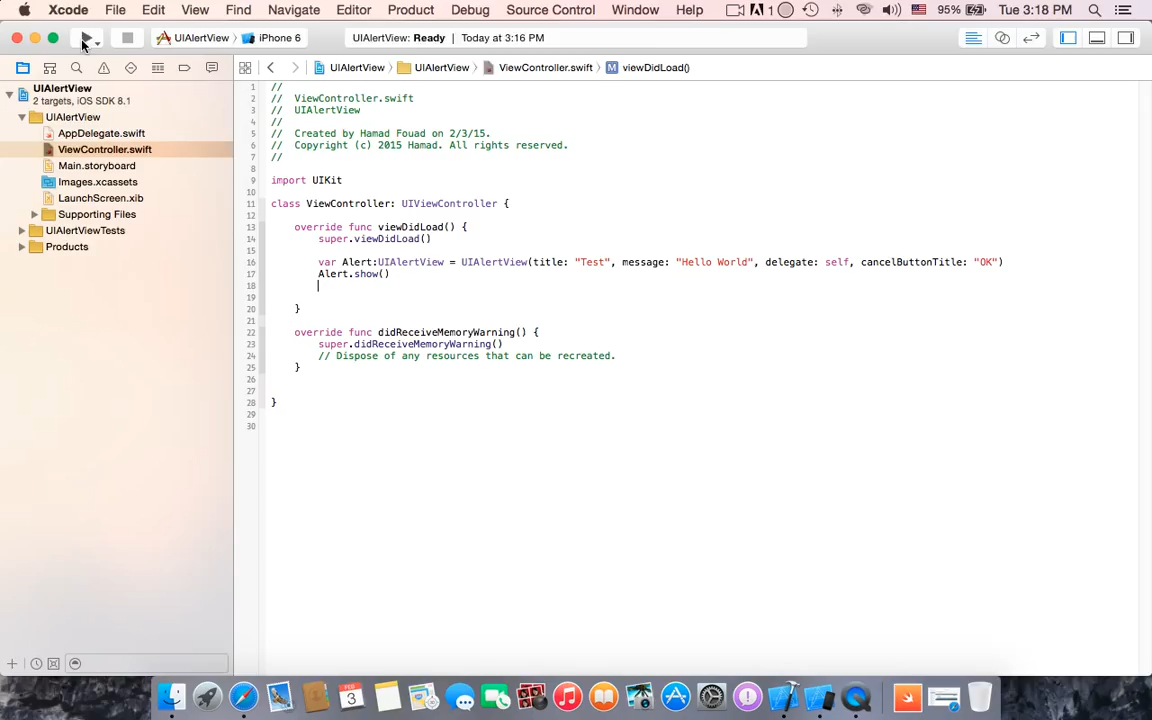 Xcode File Edit View Find Navigate Editor Product Debug Source Control Window Help 1 95% Tue 3:18 PM
UIAlertView iPhone 6 UIAlertView: Ready | Today at 3:16 PM
UIAlertView UIAlertView ViewController.swift M viewDidLoad()
UIAlertView
2 targets, iOS SDK 8.1
UIAlertView
AppDelegate.swift
ViewController.swift
Main.storyboard
Images.xcassets
LaunchScreen.xib
Supporting Files
UIAlertViewTests
Products
1 //
2 // ViewController.swift
3 // UIAlertView
4 //
5 // Created by Hamad Fouad on 2/3/15.
6 // Copyright (c) 2015 Hamad. All rights reserved.
7 //
8
9 import UIKit
10
11 class ViewController: UIViewController {
12
13 override func viewDidLoad() {
14 super.viewDidLoad()
15
16 var Alert:UIAlertView = UIAlertView(title: "Test", message: "Hello World", delegate: self, cancelButtonTitle: "OK")
17 Alert.show()
18
19
20 }
21
22 override func didReceiveMemoryWarning() {
23 super.didReceiveMemoryWarning()
24 // Dispose of any resources that can be recreated.
25 }
26
27
28 }
29
30
FEB
3